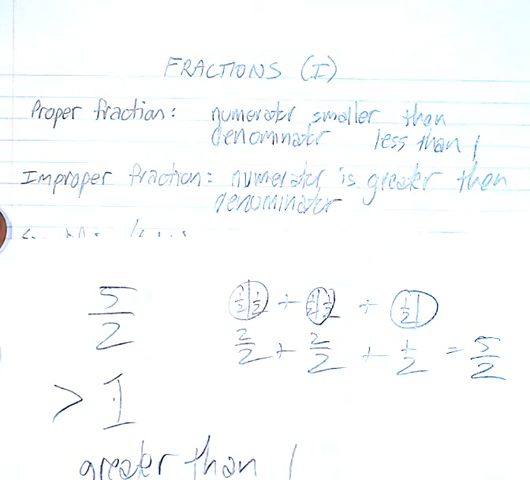 FRACTIONS (I)
Proper fraction: numerator smaller than
denominator less than 1
Improper fraction: numerator is greater than
denominator
5/2
1/2 1/2 + 1/2 1/2 + 1/2
2/2 + 2/2 + 1/2 = 5/2
> 1
greater than 1